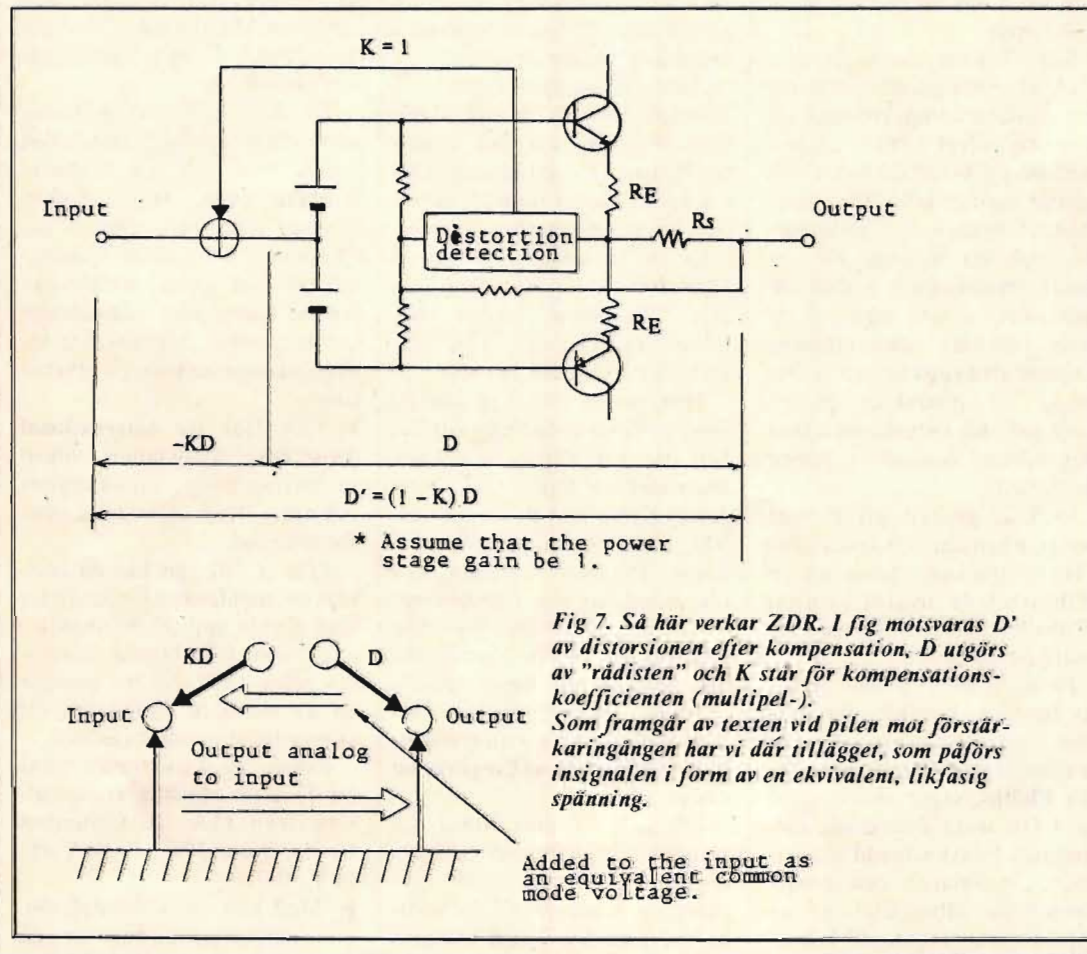 K = 1
RE
Input
Rs
Output
Distortion
detection
RE
-KD
D
D' = (1 - K) D
* Assume that the power
stage gain be 1.
KD
D
Input
Output
Output analog
to input
Fig 7. Så här verkar ZDR. I fig motsvaras D'
av distorsionen efter kompensation, D utgörs
av "rådisten" och K står för kompensations-
koefficienten (multipel-).
Som framgår av texten vid pilen mot förstär-
karingången har vi där tillägget, som påförs
insignalen i form av en ekvivalent, likfasig
spänning.
Added to the input as
an equivalent common
mode voltage.